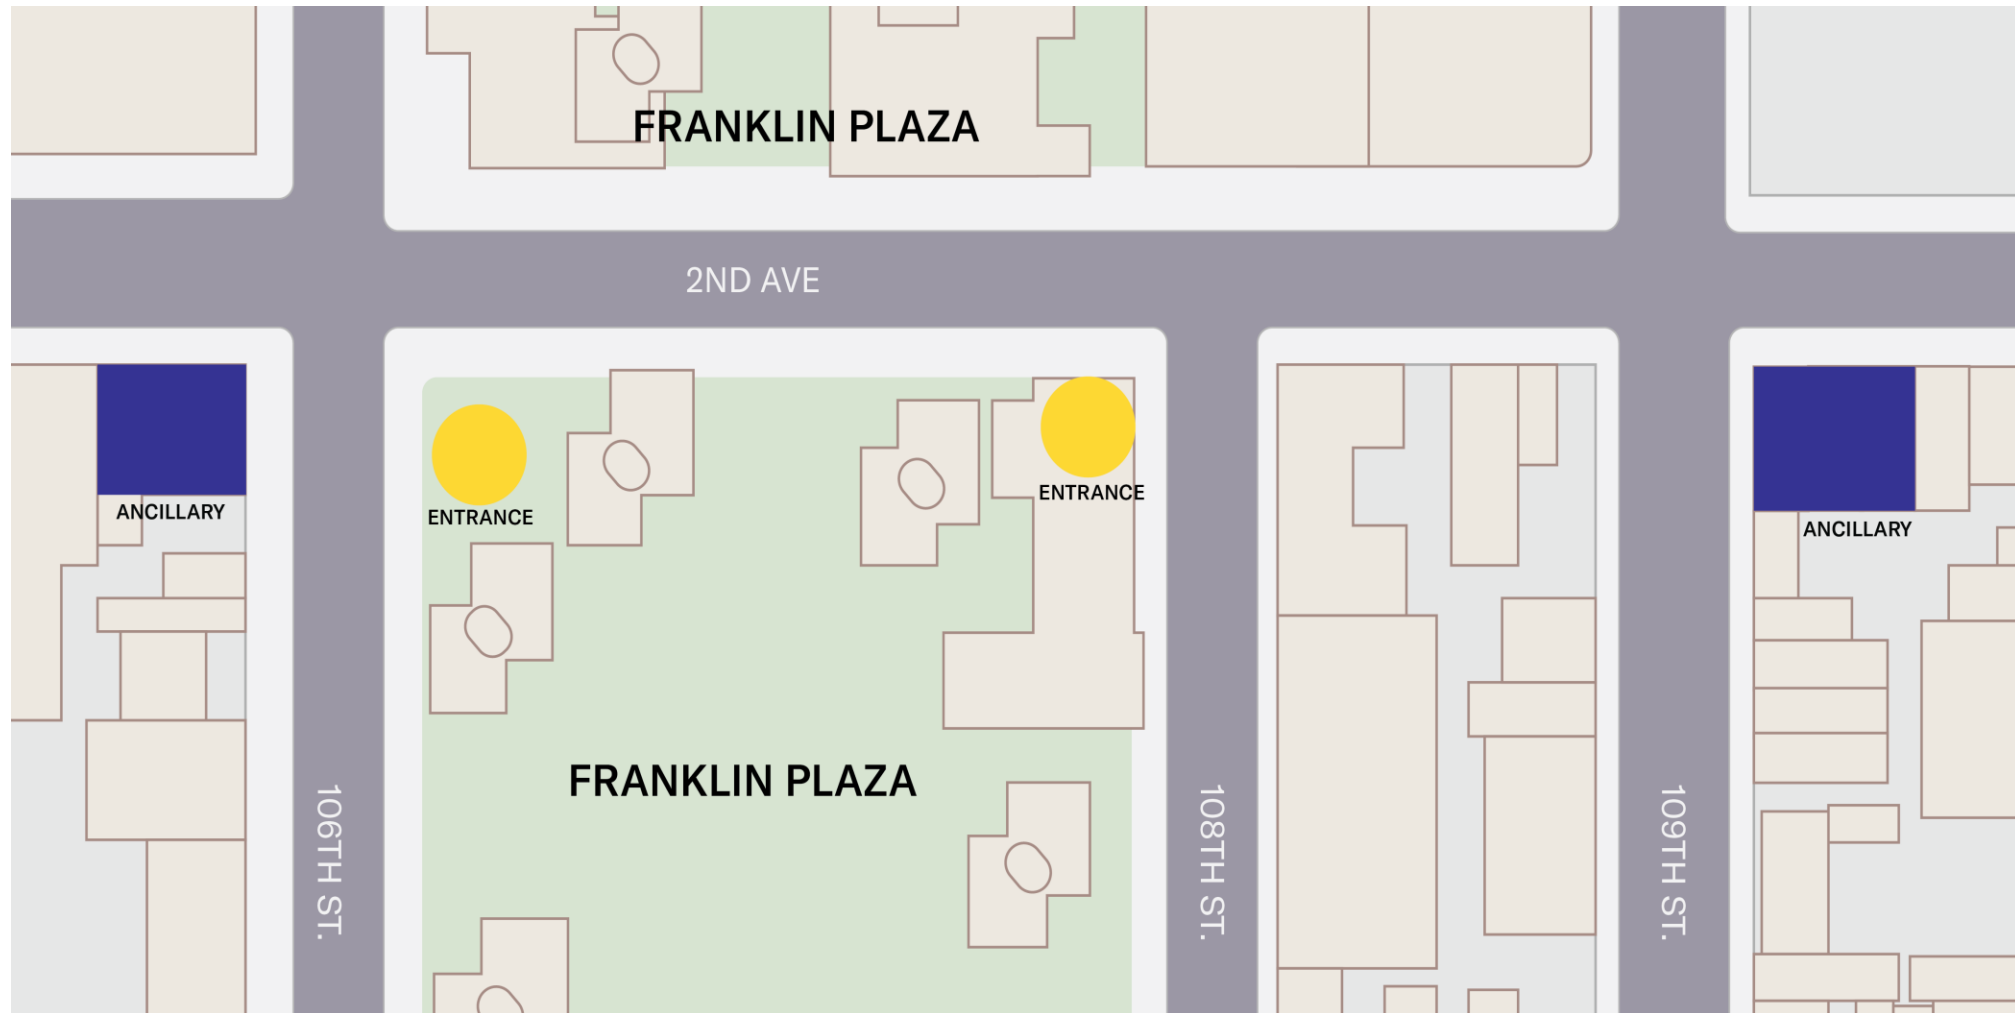 FRANKLIN PLAZA
2ND AVE
ENTRANCE
ENTRANCE
ANCILLARY
ANCILLARY
FRANKLIN PLAZA
106TH ST.
108TH ST.
109TH ST.